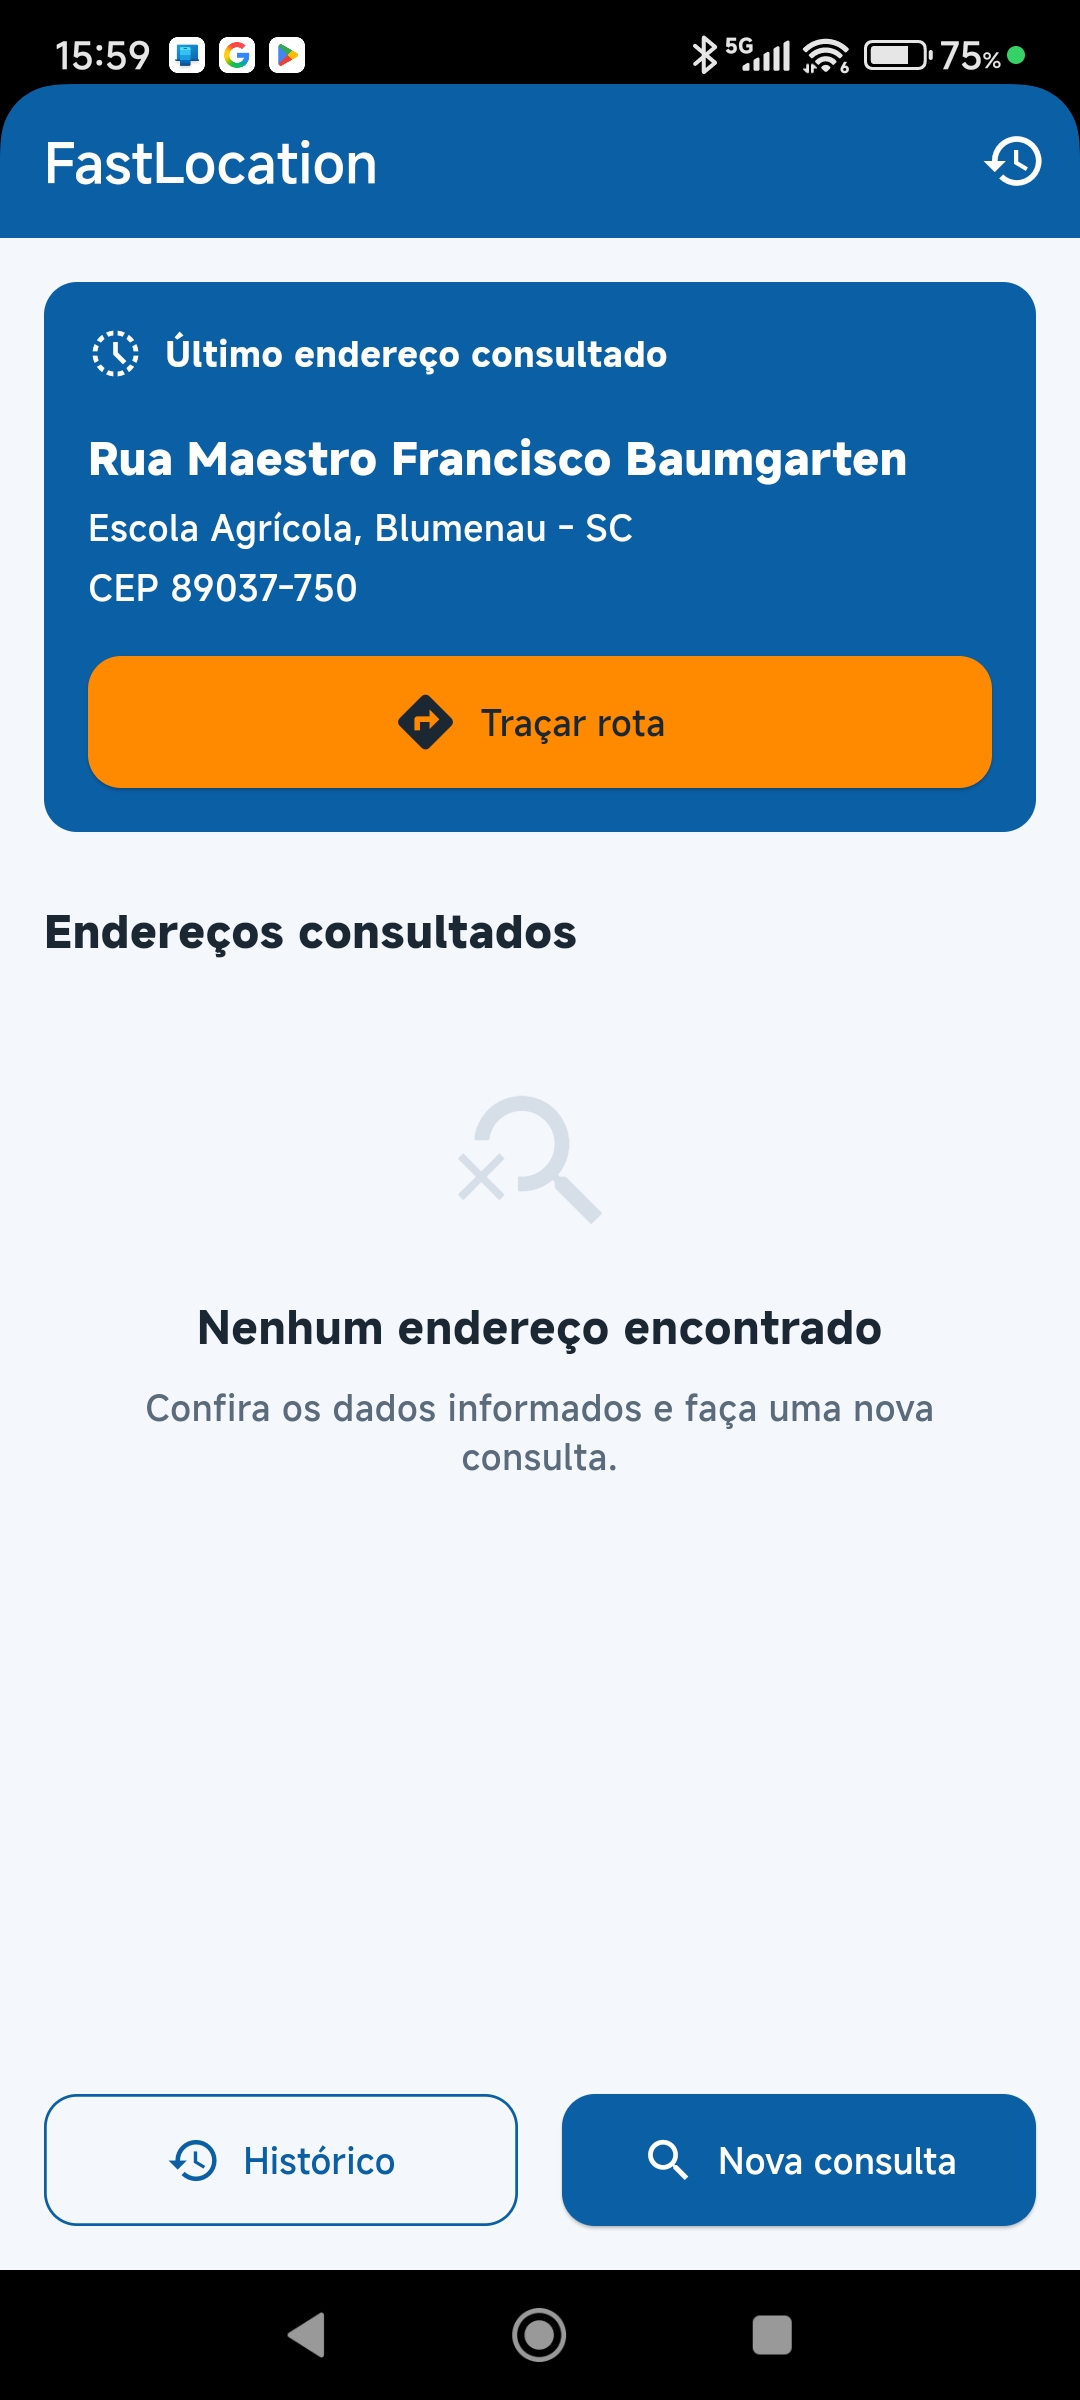 15:59
5G
6
75%
FastLocation
Último endereço consultado
Rua Maestro Francisco Baumgarten
Escola Agrícola, Blumenau - SC
CEP 89037-750
Traçar rota
Endereços consultados
Nenhum endereço encontrado
Confira os dados informados e faça uma nova
consulta.
Histórico
Nova consulta